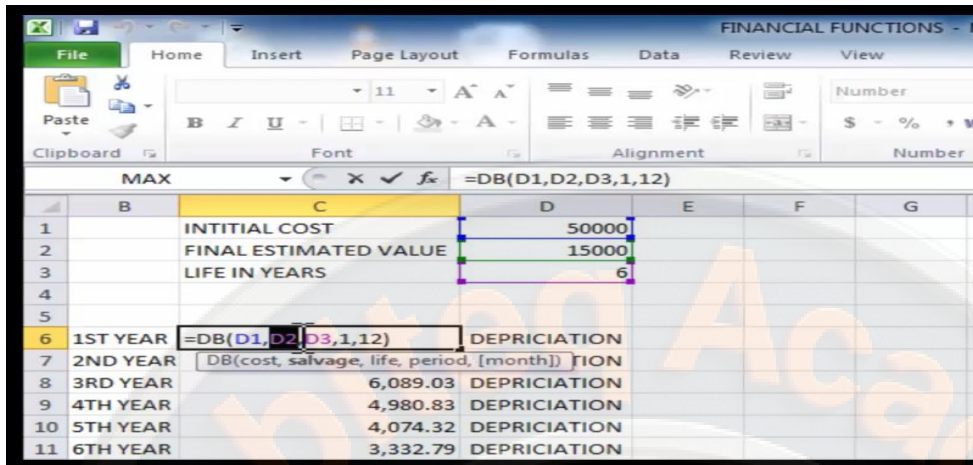 FINANCIAL FUNCTIONS -
File Home Insert Page Layout Formulas Data Review View
11 A A Number
Paste B I U A $ %
Clipboard Font Alignment Number
MAX fx =DB(D1,D2,D3,1,12)
B C D E F G
1 INTITIAL COST 50000
2 FINAL ESTIMATED VALUE 15000
3 LIFE IN YEARS 6
4
5
6 1ST YEAR =DB(D1,D2,D3,1,12) DEPRICIATION
7 2ND YEAR DB(cost, salvage, life, period, [month]) TION
8 3RD YEAR 6,089.03 DEPRICIATION
9 4TH YEAR 4,980.83 DEPRICIATION
10 5TH YEAR 4,074.32 DEPRICIATION
11 6TH YEAR 3,332.79 DEPRICIATION